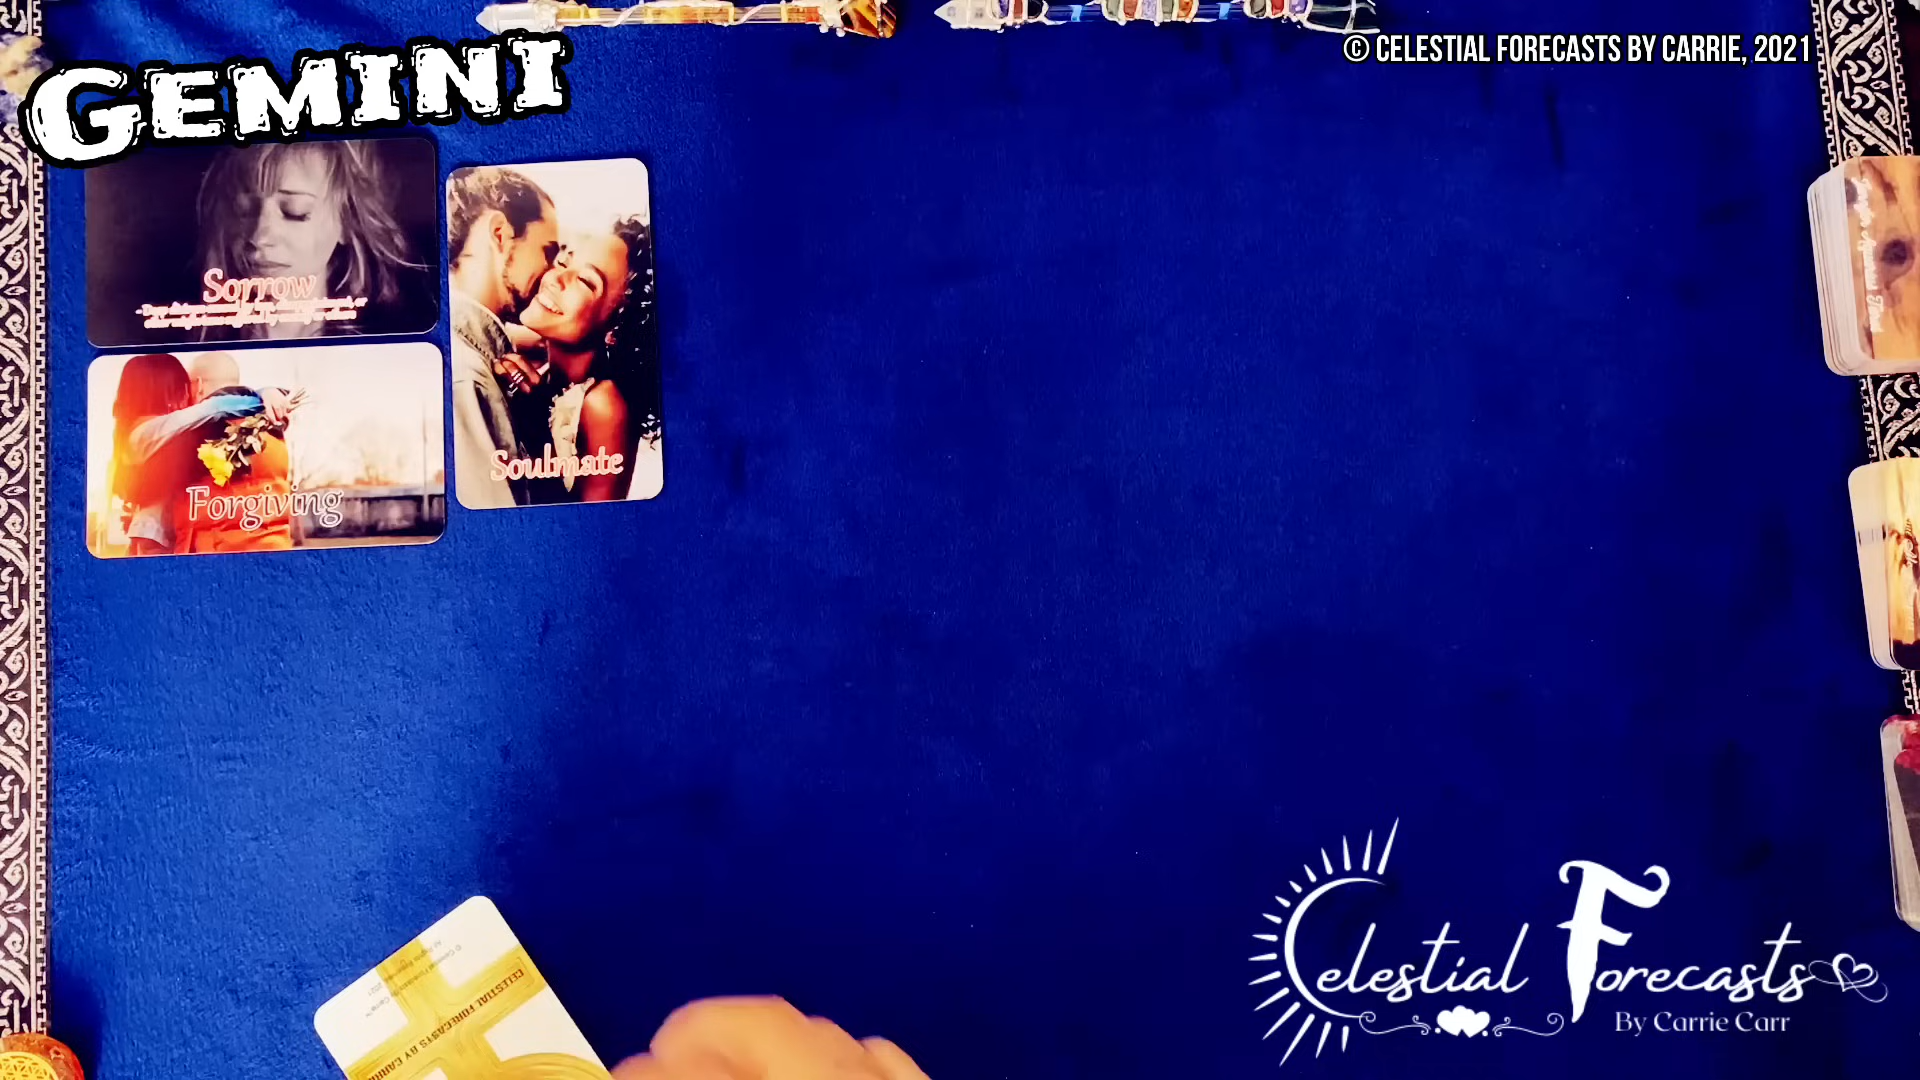 GEMINI
© CELESTIAL FORECASTS BY CARRIE, 2021
Sorrow
Soulmate
Forgiving
CELESTIAL FORECASTS BY CARRIE
Celestial Forecasts
By Carrie Carr